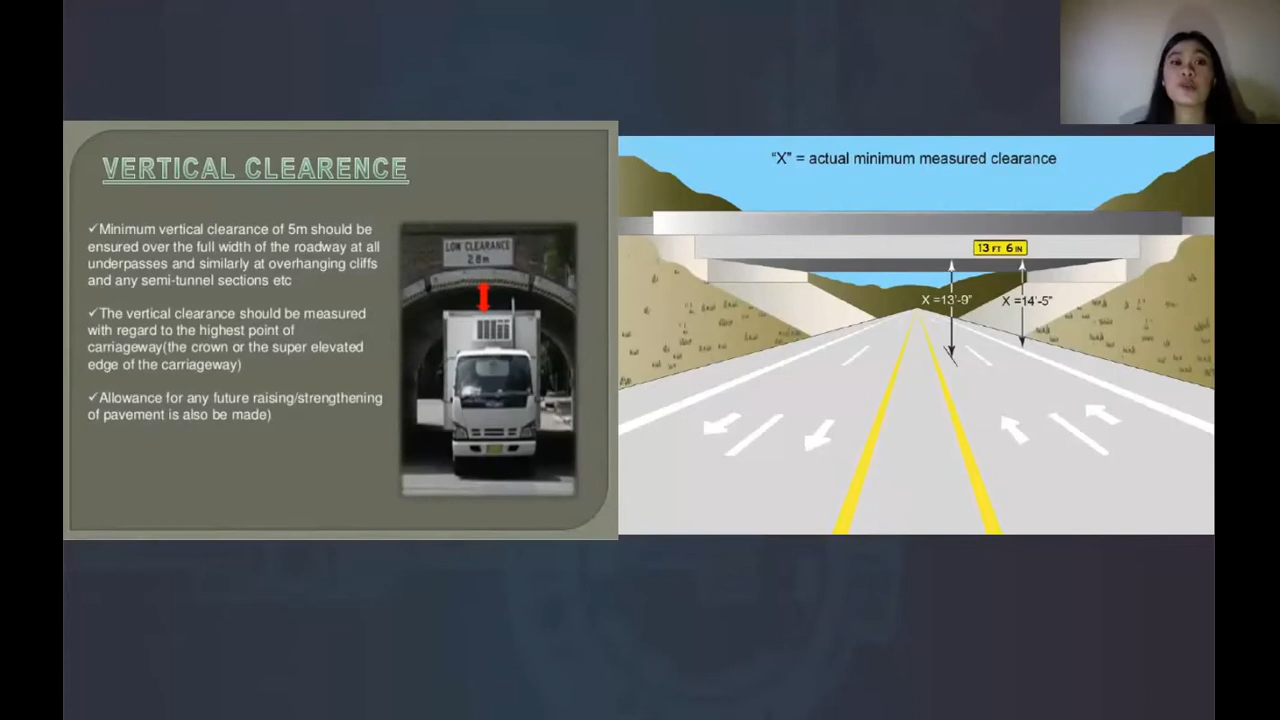 VERTICAL CLEARENCE
✓Minimum vertical clearance of 5m should be
ensured over the full width of the roadway at all
underpasses and similarly at overhanging cliffs
and any semi-tunnel sections etc
✓The vertical clearance should be measured
with regard to the highest point of
carriageway(the crown or the super elevated
edge of the carriageway)
✓Allowance for any future raising/strengthening
of pavement is also be made)
LOW CLEARANCE
2.8m
"X" = actual minimum measured clearance
13 FT 6 IN
X =13'-9"
X =14'-5"